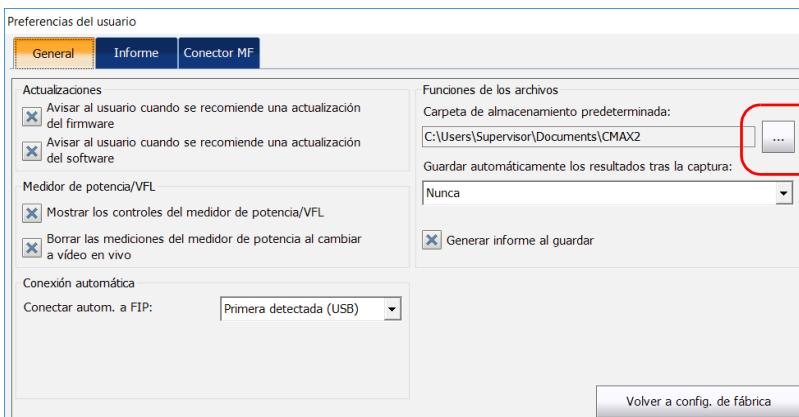 Preferencias del usuario
General
Informe
Conector MF
Actualizaciones
Avisar al usuario cuando se recomiende una actualización
del firmware
Avisar al usuario cuando se recomiende una actualización
del software
Medidor de potencia/VFL
Mostrar los controles del medidor de potencia/VFL
Borrar las mediciones del medidor de potencia al cambiar
a vídeo en vivo
Conexión automática
Conectar autom. a FIP:
Primera detectada (USB)
Funciones de los archivos
Carpeta de almacenamiento predeterminada:
C:\Users\Supervisor\Documents\CMAX2
...
Guardar automáticamente los resultados tras la captura:
Nunca
Generar informe al guardar
Volver a config. de fábrica